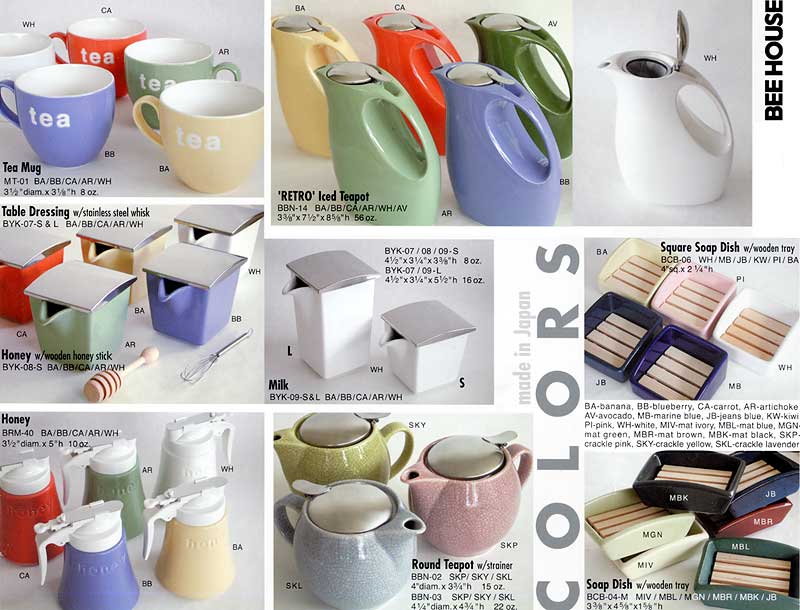 WH
CA
AR
BB
BA
tea
tea
tea
tea
Tea Mug
MT-01 BA/BB/CA/AR/WH
3½"diam.x 3⅛"h 8 oz.
BA
CA
AV
AR
BB
'RETRO' Iced Teapot
BBN-14 BA/BB/CA/AR/WH/AV
3⅜"x 7½"x 8⅝"h 56 oz.
WH
BEE HOUSE
Table Dressing w/stainless steel whisk
BYK-07-S & L BA/BB/CA/AR/WH
BA
WH
CA
AR
BB
Honey w/wooden honey stick
BYK-08-S BA/BB/CA/AR/WH
BYK-07 / 08 / 09-S
4½"x 3¼"x 3⅜"h 8 oz.
BYK-07 / 09-L
4½"x 3¼"x 5½"h 16 oz.
L
WH
S
Milk
BYK-09-S&L BA/BB/CA/AR/WH
COLORS
made in Japan
Square Soap Dish w/wooden tray
BCB-06 WH/ MB/ JB/ KW/ PI / BA
4"sq.x 2 ¼"h
BA
PI
JB
MB
WH
BA-banana, BB-blueberry, CA-carrot, AR-artichoke
AV-avocado, MB-marine blue, JB-jeans blue, KW-kiwi
PI-pink, WH-white, MIV-mat ivory, MBL-mat blue, MGN-
mat green, MBR-mat brown, MBK-mat black, SKP-
crackle pink, SKY-crackle yellow, SKL-crackle lavender
Honey
BRM-40 BA/BB/CA/AR/WH
3½"diam.x 5"h 10 oz.
AR
WH
CA
BB
BA
honey
honey
honey
SKY
SKP
SKL
Round Teapot w/strainer
BBN-02 SKP/ SKY / SKL
4"diam.x 3¾"h 15 oz.
BBN-03 SKP/ SKY / SKL
4¼"diam.x 4¾"h 22 oz.
MBK
JB
MBR
MGN
MBL
MIV
Soap Dish w/wooden tray
BCB-04-M MIV / MBL / MGN / MBR / MBK / JB
3⅜"x 4⅝"x1⅝"h